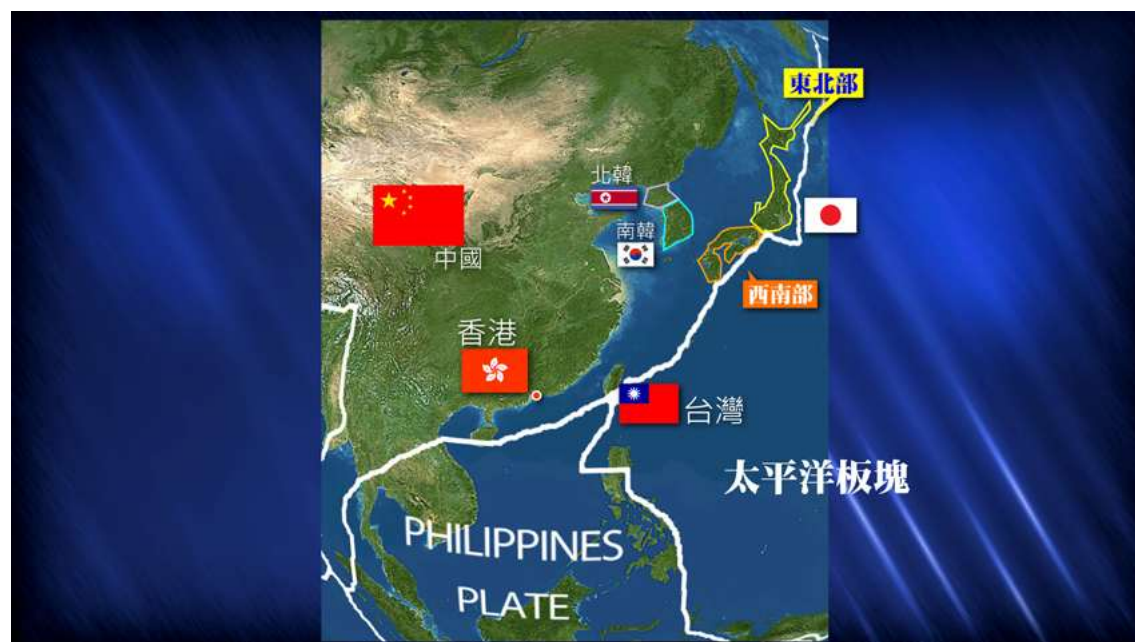 東北部
北韓
南韓
中國
西南部
香港
台灣
太平洋板塊
PHILIPPINES
PLATE